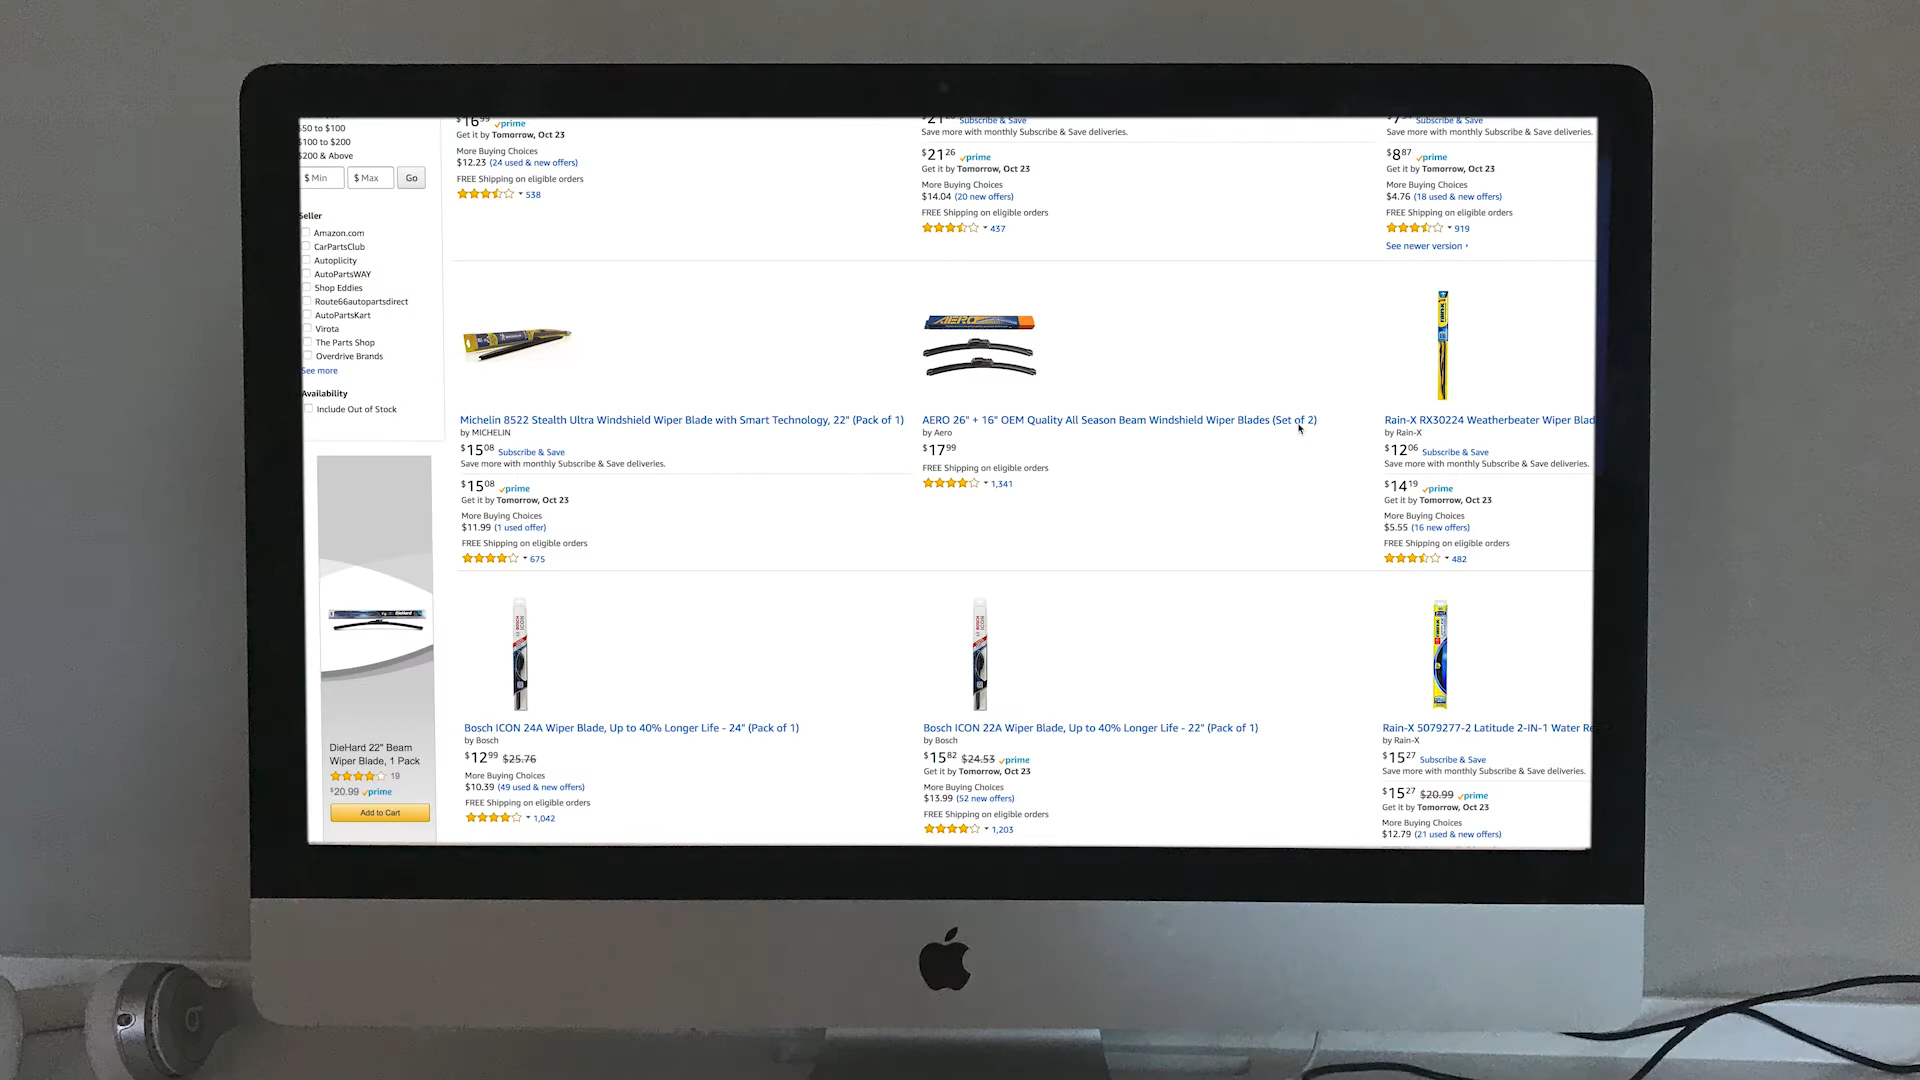 $50 to $100
$100 to $200
$200 & Above
$ Min $ Max Go
Seller
Amazon.com
CarPartsClub
Autoplicity
AutoPartsWAY
Shop Eddies
Route66autopartsdirect
AutoPartsKart
Virota
The Parts Shop
Overdrive Brands
See more
Availability
Include Out of Stock
DieHard
DieHard 22" Beam
Wiper Blade, 1 Pack
19
$20.99 prime
Add to Cart
$16.99 prime
Get it by Tomorrow, Oct 23
More Buying Choices
$12.23 (24 used & new offers)
FREE Shipping on eligible orders
538
Subscribe & Save
Save more with monthly Subscribe & Save deliveries.
$21.26 prime
Get it by Tomorrow, Oct 23
More Buying Choices
$14.04 (20 new offers)
FREE Shipping on eligible orders
437
Subscribe & Save
Save more with monthly Subscribe & Save deliveries.
$8.87 prime
Get it by Tomorrow, Oct 23
More Buying Choices
$4.76 (18 used & new offers)
FREE Shipping on eligible orders
919
See newer version
Michelin 8522 Stealth Ultra Windshield Wiper Blade with Smart Technology, 22" (Pack of 1)
by MICHELIN
$15.08 Subscribe & Save
Save more with monthly Subscribe & Save deliveries.
$15.08 prime
Get it by Tomorrow, Oct 23
More Buying Choices
$11.99 (1 used offer)
FREE Shipping on eligible orders
675
AERO
AERO 26" + 16" OEM Quality All Season Beam Windshield Wiper Blades (Set of 2)
by Aero
$17.99
FREE Shipping on eligible orders
1,341
RAIN-X
Rain-X RX30224 Weatherbeater Wiper Blad
by Rain-X
$12.06 Subscribe & Save
Save more with monthly Subscribe & Save deliveries.
$14.19 prime
Get it by Tomorrow, Oct 23
More Buying Choices
$5.55 (16 new offers)
FREE Shipping on eligible orders
482
BOSCH ICON
Bosch ICON 24A Wiper Blade, Up to 40% Longer Life - 24" (Pack of 1)
by Bosch
$12.99 $25.76
More Buying Choices
$10.39 (49 used & new offers)
FREE Shipping on eligible orders
1,042
BOSCH ICON
Bosch ICON 22A Wiper Blade, Up to 40% Longer Life - 22" (Pack of 1)
by Bosch
$15.82 $24.53 prime
Get it by Tomorrow, Oct 23
More Buying Choices
$13.99 (52 new offers)
FREE Shipping on eligible orders
1,203
RAIN-X
Rain-X 5079277-2 Latitude 2-IN-1 Water Re
by Rain-X
$15.27 Subscribe & Save
Save more with monthly Subscribe & Save deliveries.
$15.27 $20.99 prime
Get it by Tomorrow, Oct 23
More Buying Choices
$12.79 (21 used & new offers)